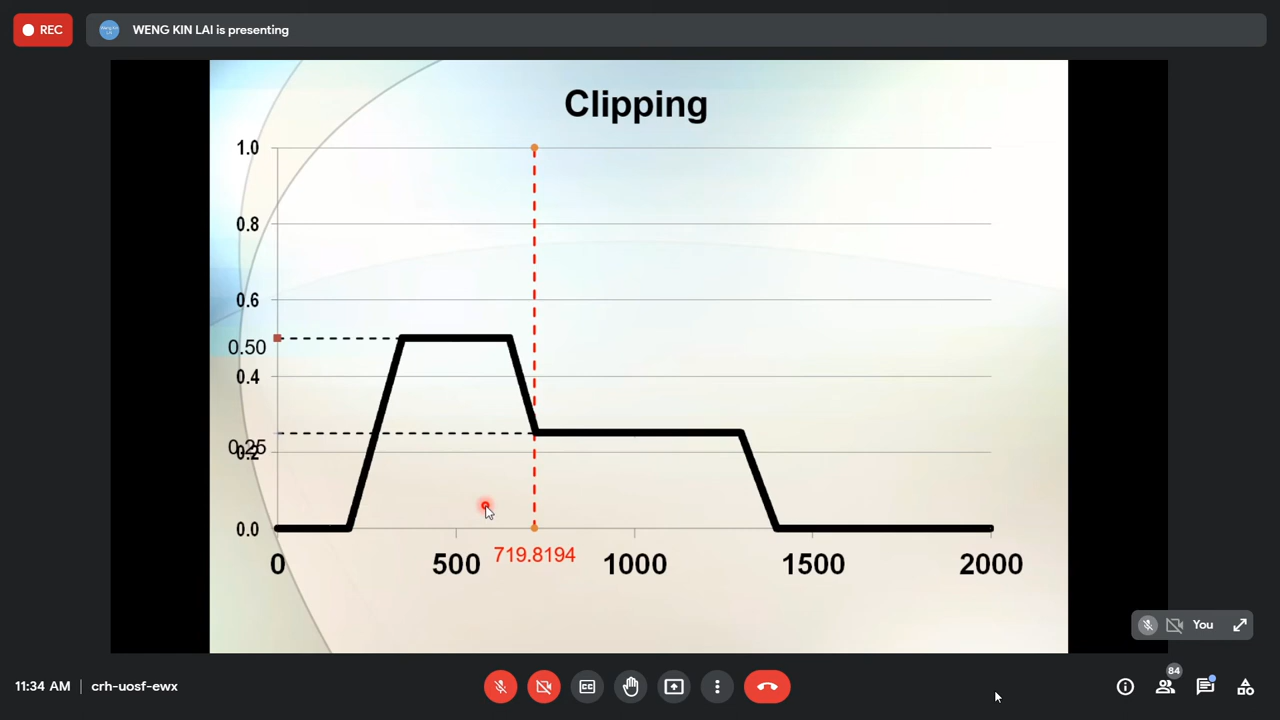 REC
WENG KIN LAI is presenting
Clipping
1.0
0.8
0.6
0.50
0.4
0.25
0.2
0.0
0 500 1000 1500 2000
719.8194
You
11:34 AM | crh-uosf-ewx
84